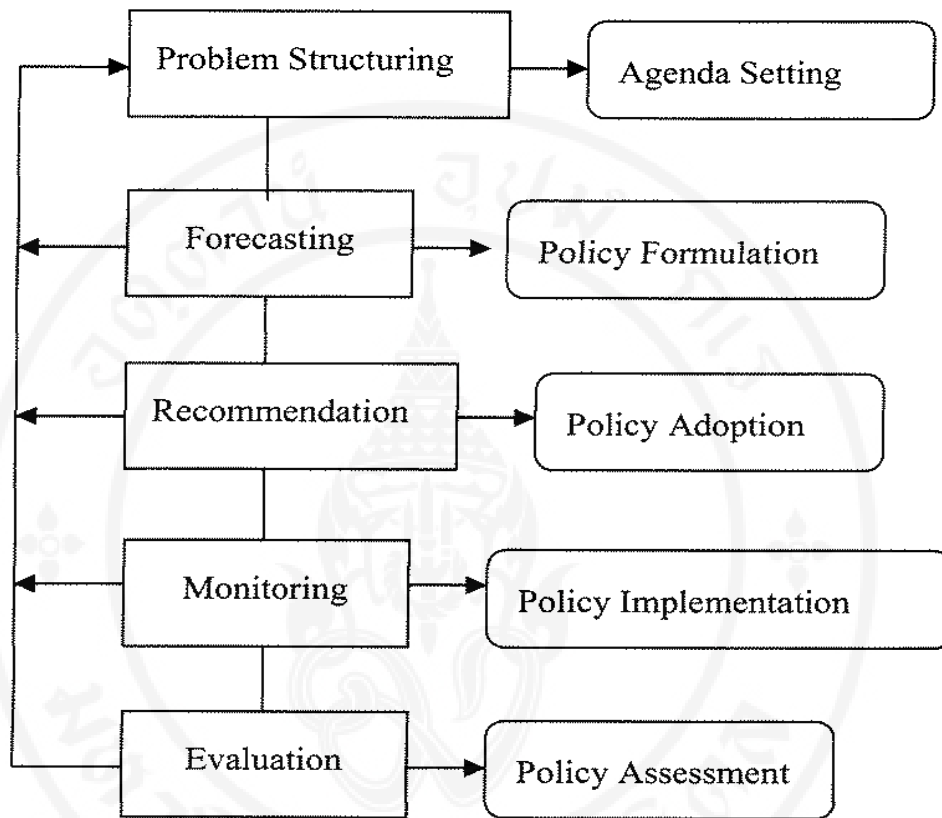 Problem Structuring
Agenda Setting
Forecasting
Policy Formulation
Recommendation
Policy Adoption
Monitoring
Policy Implementation
Evaluation
Policy Assessment